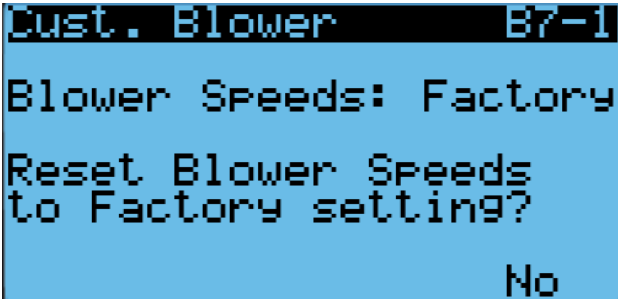 Cust. Blower B7-1
Blower Speeds: Factory
Reset Blower Speeds
to Factory setting?
No